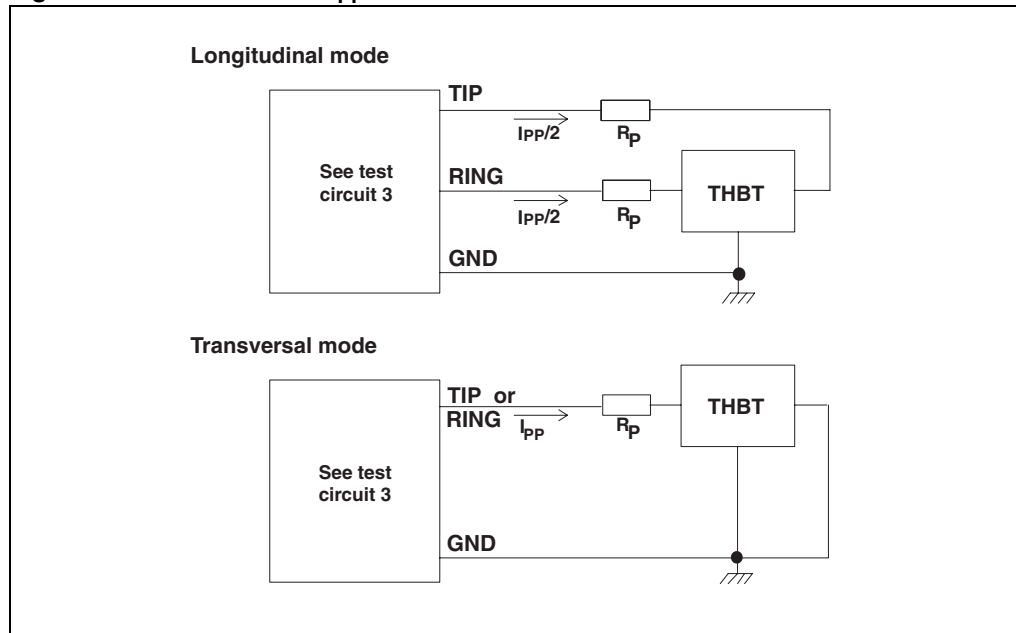 Longitudinal mode
TIP
IPP/2
RP
See test
circuit 3
RING
IPP/2
RP
THBT
GND
Transversal mode
TIP or
RING
IPP
RP
THBT
See test
circuit 3
GND